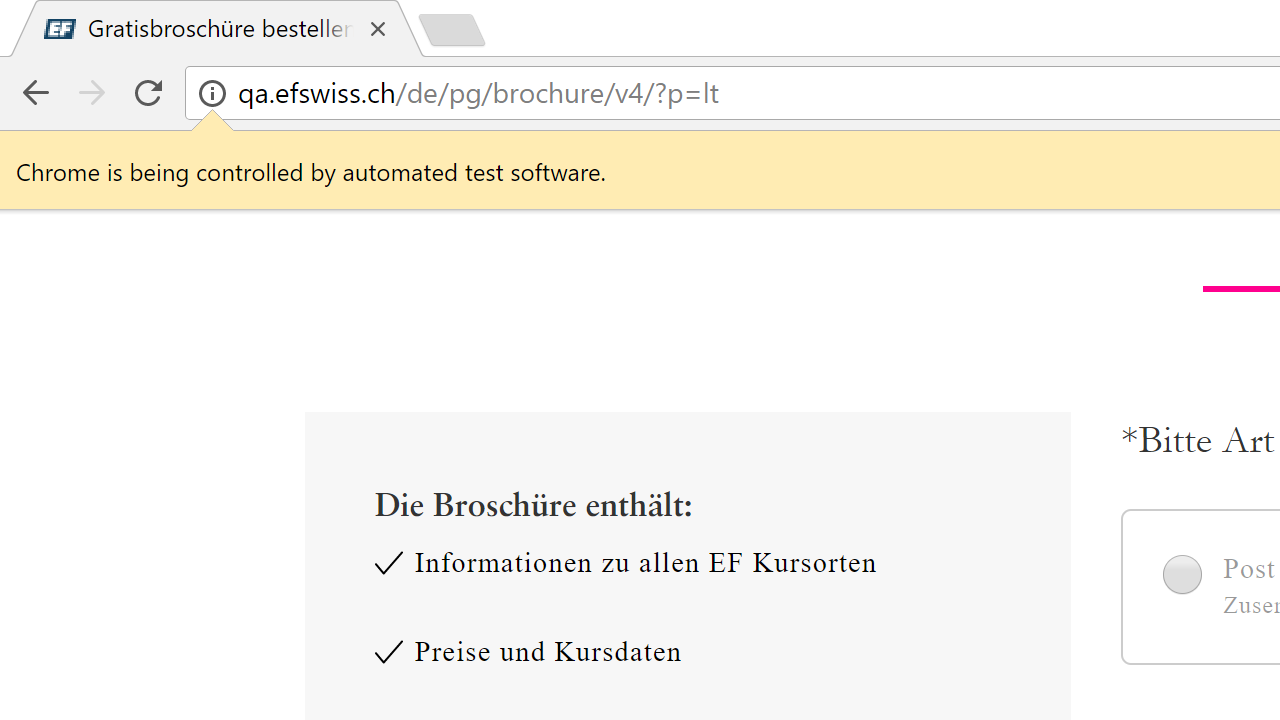 EF Gratisbroschüre besteller
qa.efswiss.ch/de/pg/brochure/v4/?p=lt
Chrome is being controlled by automated test software.
*Bitte Art
Die Broschüre enthält:
Informationen zu allen EF Kursorten
Preise und Kursdaten
Post
Zuser